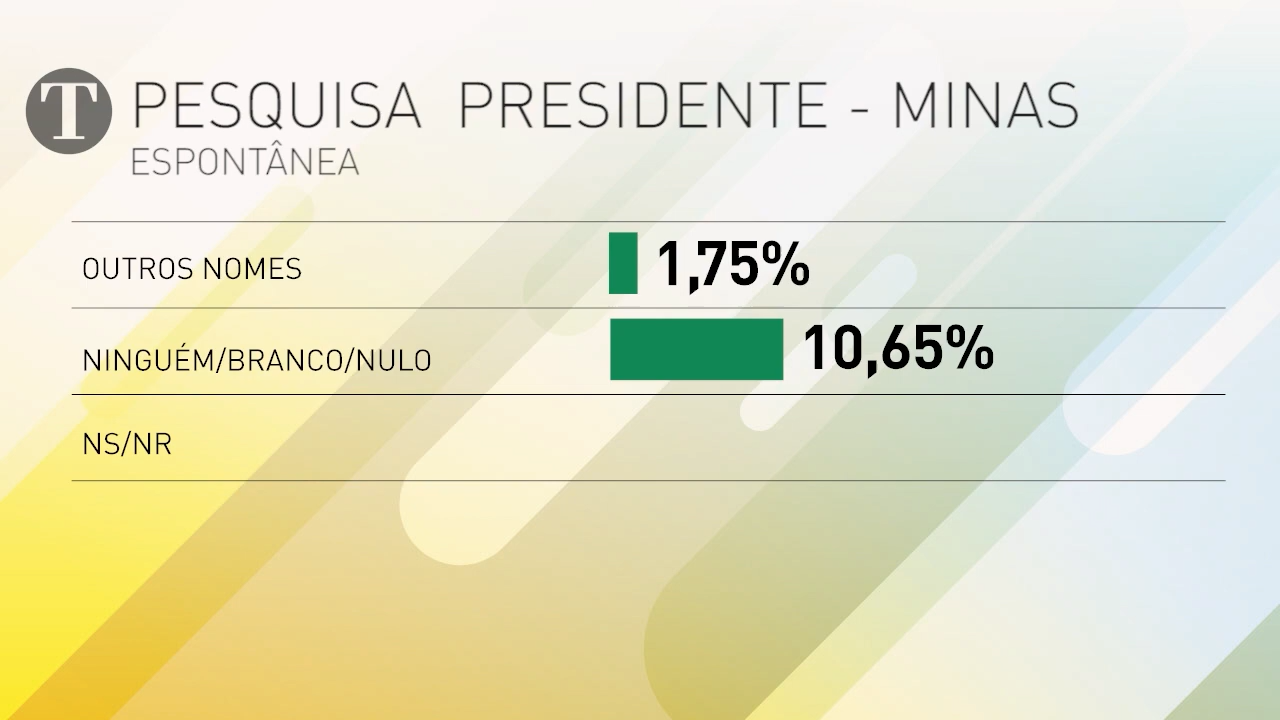 T PESQUISA PRESIDENTE - MINAS
ESPONTÂNEA
OUTROS NOMES 1,75%
NINGUÉM/BRANCO/NULO 10,65%
NS/NR